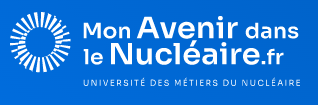 Mon Avenir dans
le Nucléaire.fr
UNIVERSITÉ DES MÉTIERS DU NUCLÉAIRE